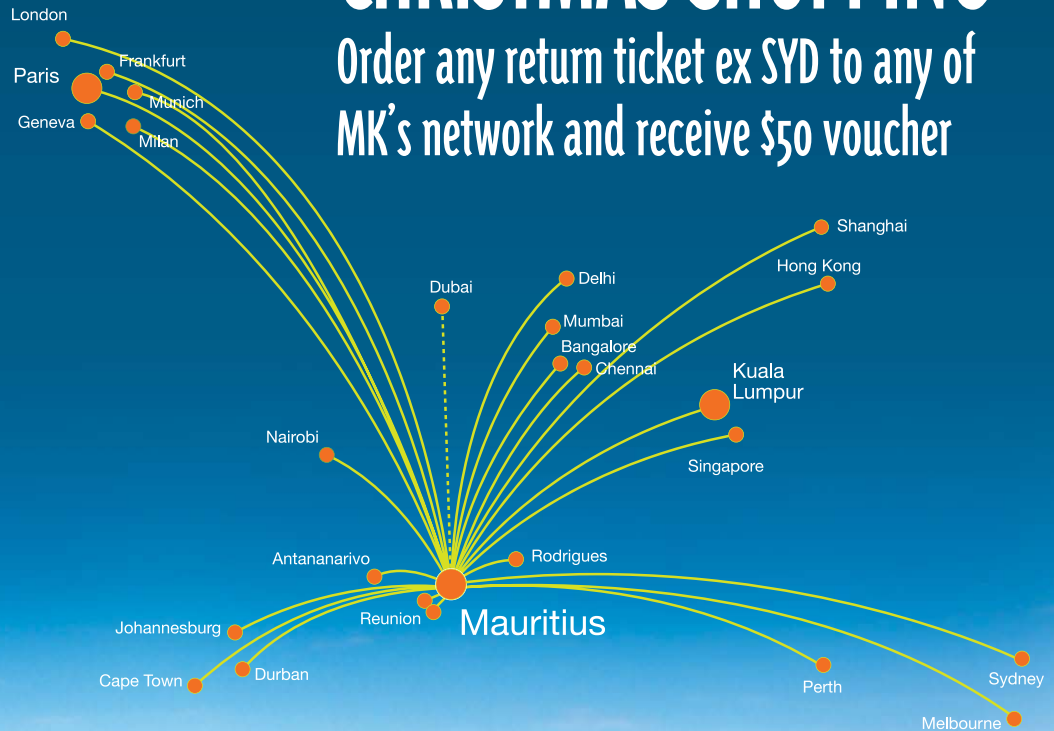 CHRISTMAS SHOPPING
Order any return ticket ex SYD to any of
MK's network and receive $50 voucher
London
Frankfurt
Paris
Munich
Geneva
Milan
Shanghai
Hong Kong
Delhi
Dubai
Mumbai
Bangalore
Chennai
Kuala
Lumpur
Nairobi
Singapore
Antananarivo
Rodrigues
Reunion
Mauritius
Johannesburg
Cape Town
Durban
Perth
Sydney
Melbourne